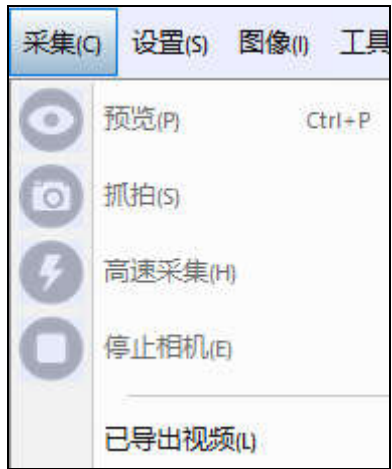 采集(C) 设置(S) 图像(I) 工具
预览(P) Ctrl+P
抓拍(S)
高速采集(H)
停止相机(E)
已导出视频(L)